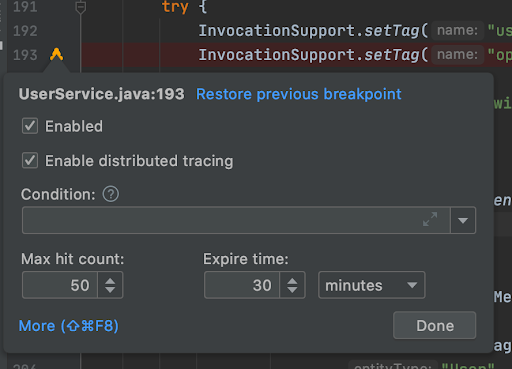 191 try {
192 InvocationSupport.setTag( name: "us
193 InvocationSupport.setTag( name: "op
UserService.java:193 Restore previous breakpoint
wi
Enabled
Enable distributed tracing
Condition: ?
en
Max hit count: Expire time:
50 30 minutes
Me
More (⇧⌘F8) Done
ag
206 entityType: "User"